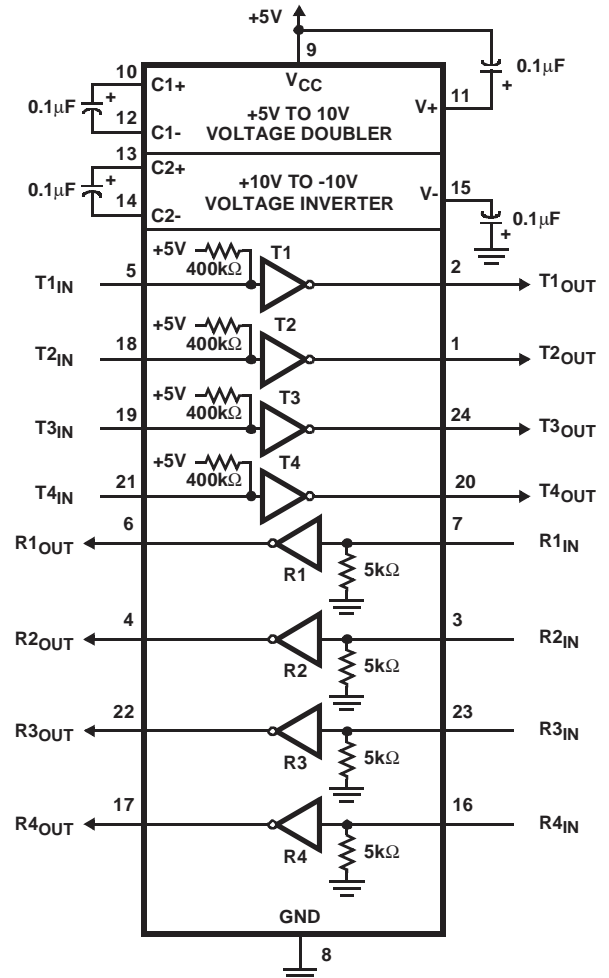 +5V
9
VCC
10
C1+
0.1μF
+
12
C1-
+5V TO 10V
VOLTAGE DOUBLER
V+
11
0.1μF
+
13
C2+
0.1μF
+
14
C2-
+10V TO -10V
VOLTAGE INVERTER
V-
15
0.1μF
+
+5V
400kΩ
T1
T1IN
5
2
T1OUT
+5V
400kΩ
T2
T2IN
18
1
T2OUT
+5V
400kΩ
T3
T3IN
19
24
T3OUT
+5V
400kΩ
T4
T4IN
21
20
T4OUT
R1OUT
6
R1
7
R1IN
5kΩ
R2OUT
4
R2
3
R2IN
5kΩ
R3OUT
22
R3
23
R3IN
5kΩ
R4OUT
17
R4
16
R4IN
5kΩ
GND
8